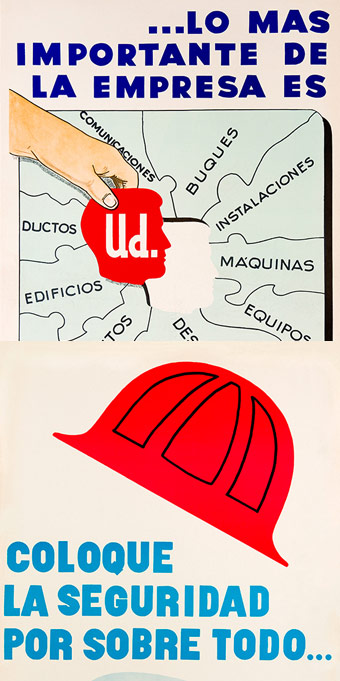 ...LO MAS
IMPORTANTE DE
LA EMPRESA ES
COMUNICACIONES
BUQUES
INSTALACIONES
DUCTOS
Ud.
MÁQUINAS
EDIFICIOS
EQUIPOS
COLOQUE
LA SEGURIDAD
POR SOBRE TODO...